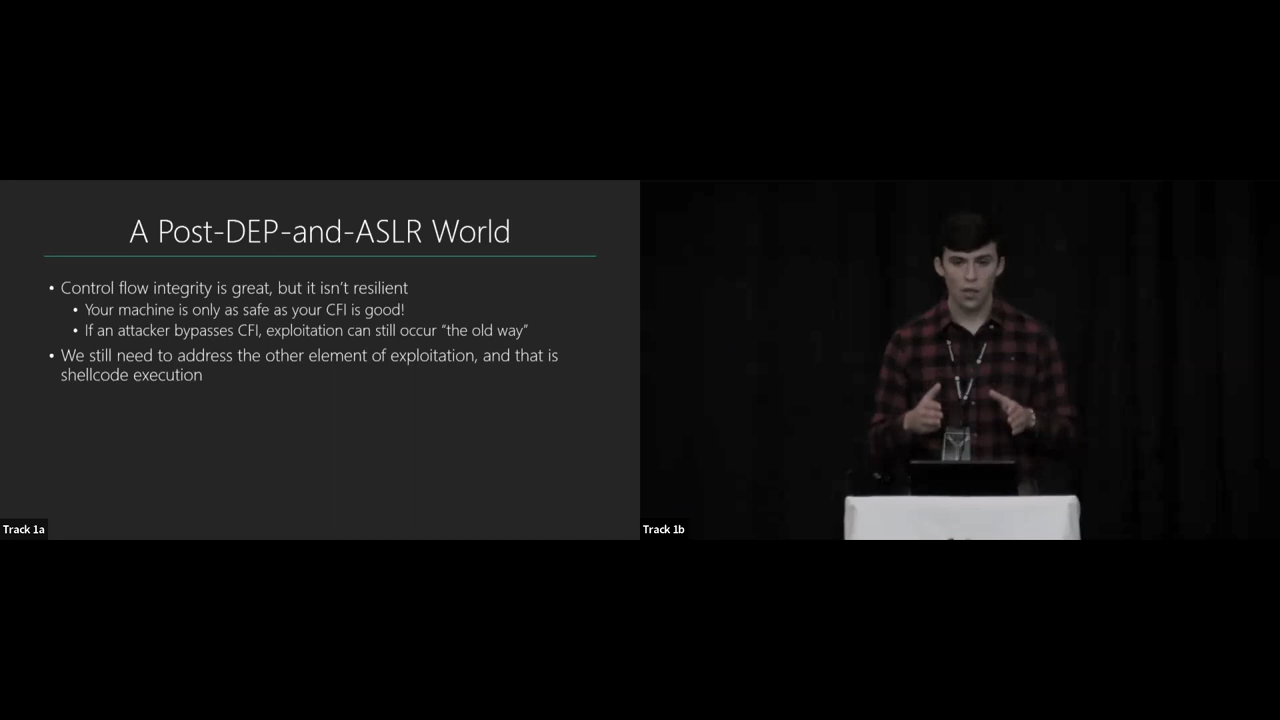 A Post-DEP-and-ASLR World
• Control flow integrity is great, but it isn't resilient
• Your machine is only as safe as your CFI is good!
• If an attacker bypasses CFI, exploitation can still occur “the old way”
• We still need to address the other element of exploitation, and that is
shellcode execution
Track 1a
Track 1b